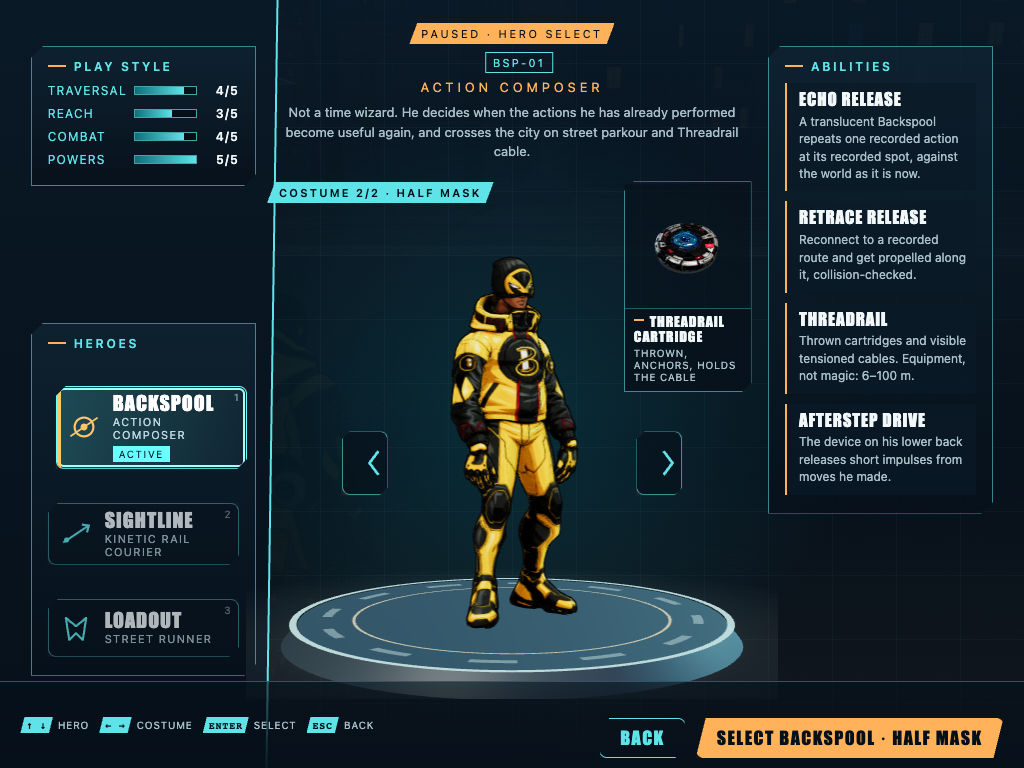 PAUSED · HERO SELECT
BSP-01
ACTION COMPOSER
Not a time wizard. He decides when the actions he has already performed
become useful again, and crosses the city on street parkour and Threadrail
cable.
PLAY STYLE
TRAVERSAL 4/5
REACH 3/5
COMBAT 4/5
POWERS 5/5
COSTUME 2/2 · HALF MASK
HEROES
1
BACKSPOOL
ACTION
COMPOSER
ACTIVE
2
SIGHTLINE
KINETIC RAIL
COURIER
3
LOADOUT
STREET RUNNER
THREADRAIL
CARTRIDGE
THROWN,
ANCHORS, HOLDS
THE CABLE
ABILITIES
ECHO RELEASE
A translucent Backspool
repeats one recorded action
at its recorded spot, against
the world as it is now.
RETRACE RELEASE
Reconnect to a recorded
route and get propelled along
it, collision-checked.
THREADRAIL
Thrown cartridges and visible
tensioned cables. Equipment,
not magic: 6–100 m.
AFTERSTEP DRIVE
The device on his lower back
releases short impulses from
moves he made.
↑ ↓ HERO ← → COSTUME ENTER SELECT ESC BACK
BACK
SELECT BACKSPOOL · HALF MASK